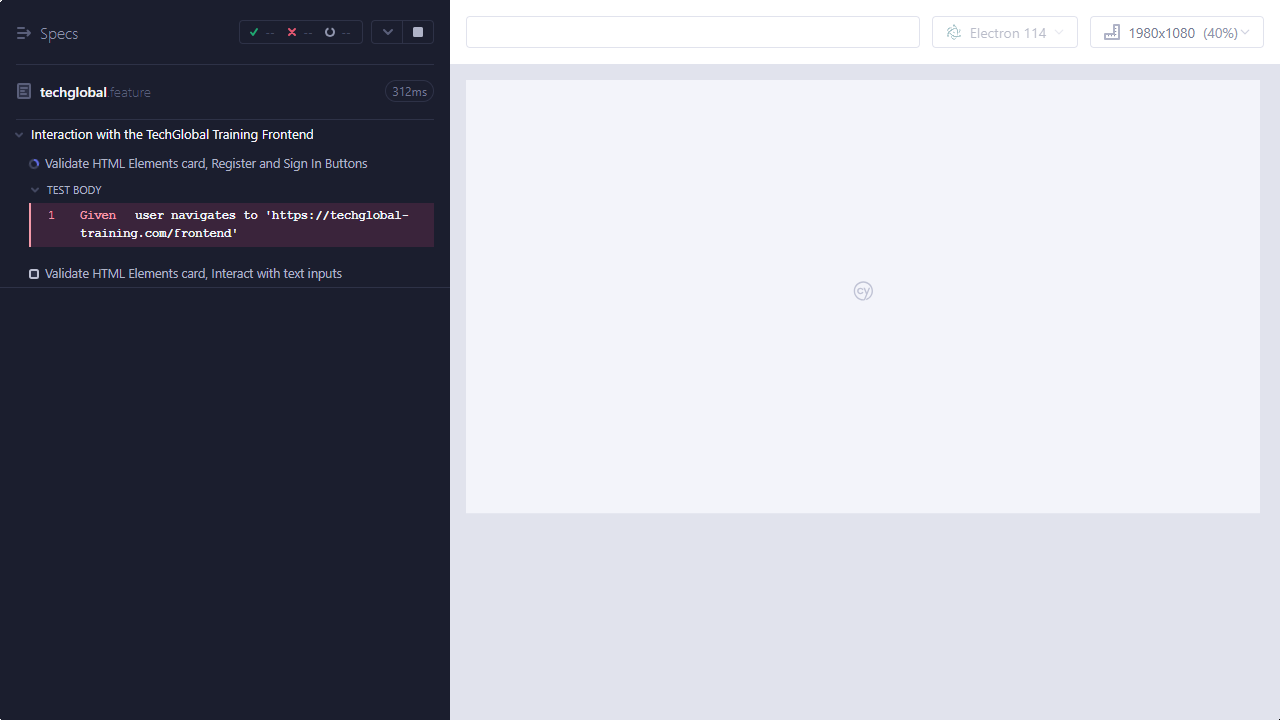 Specs
-- -- --
techglobal.feature
312ms
Interaction with the TechGlobal Training Frontend
Validate HTML Elements card, Register and Sign In Buttons
TEST BODY
1 Given user navigates to 'https://techglobal-
training.com/frontend'
Validate HTML Elements card, Interact with text inputs
Electron 114
1980x1080 (40%)
cy